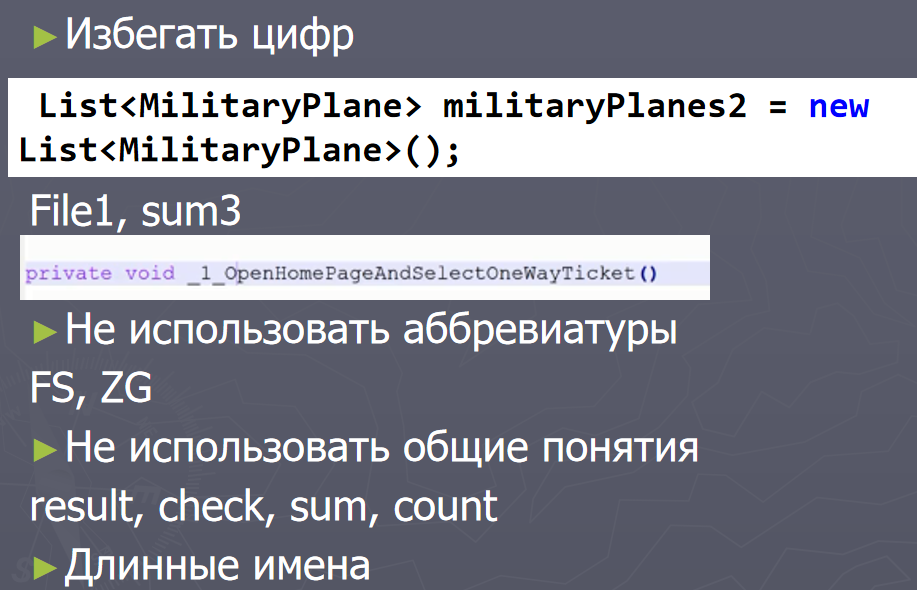 ►Избегать цифр
List<MilitaryPlane> militaryPlanes2 = new
List<MilitaryPlane>();
File1, sum3
private void _1_OpenHomePageAndSelectOneWayTicket()
►Не использовать аббревиатуры
FS, ZG
►Не использовать общие понятия
result, check, sum, count
►Длинные имена